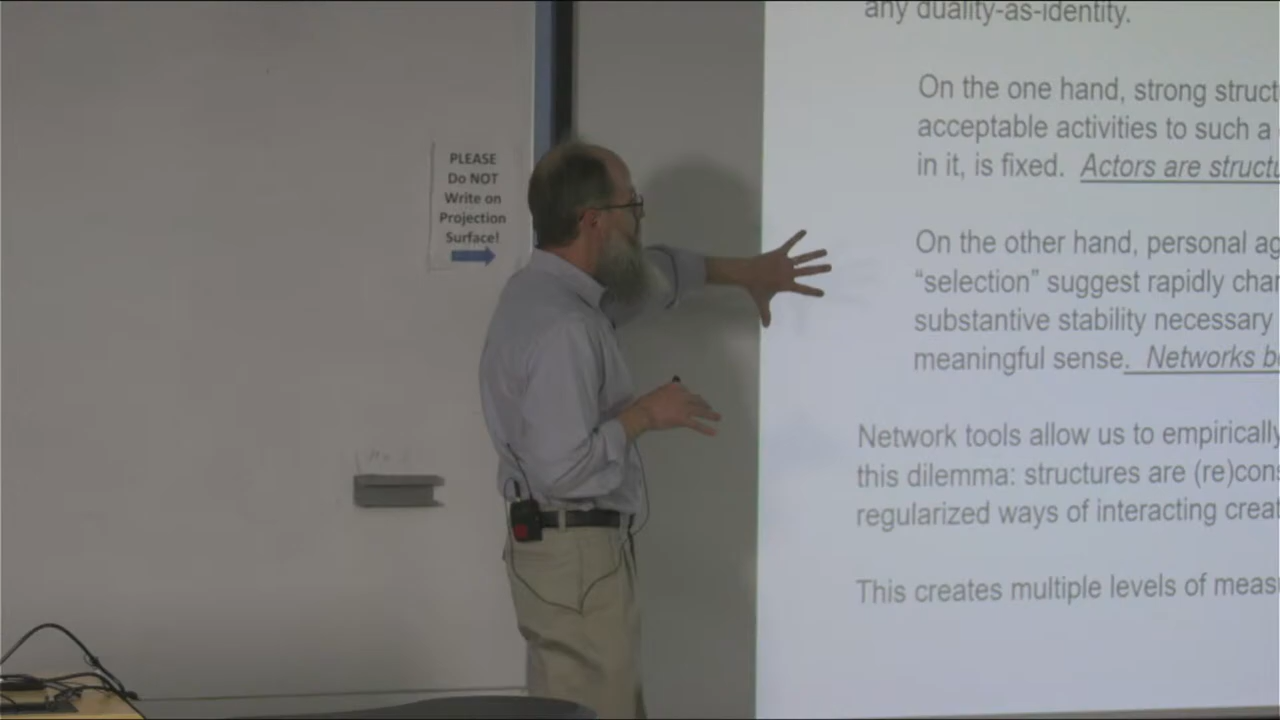 PLEASE
Do NOT
Write on
Projection
Surface!
any duality-as-identity.
On the one hand, strong struct
acceptable activities to such a
in it, is fixed. Actors are struct
On the other hand, personal ag
“selection” suggest rapidly char
substantive stability necessary
meaningful sense. Networks b
Network tools allow us to empirically
this dilemma: structures are (re)cons
regularized ways of interacting creat
This creates multiple levels of meas